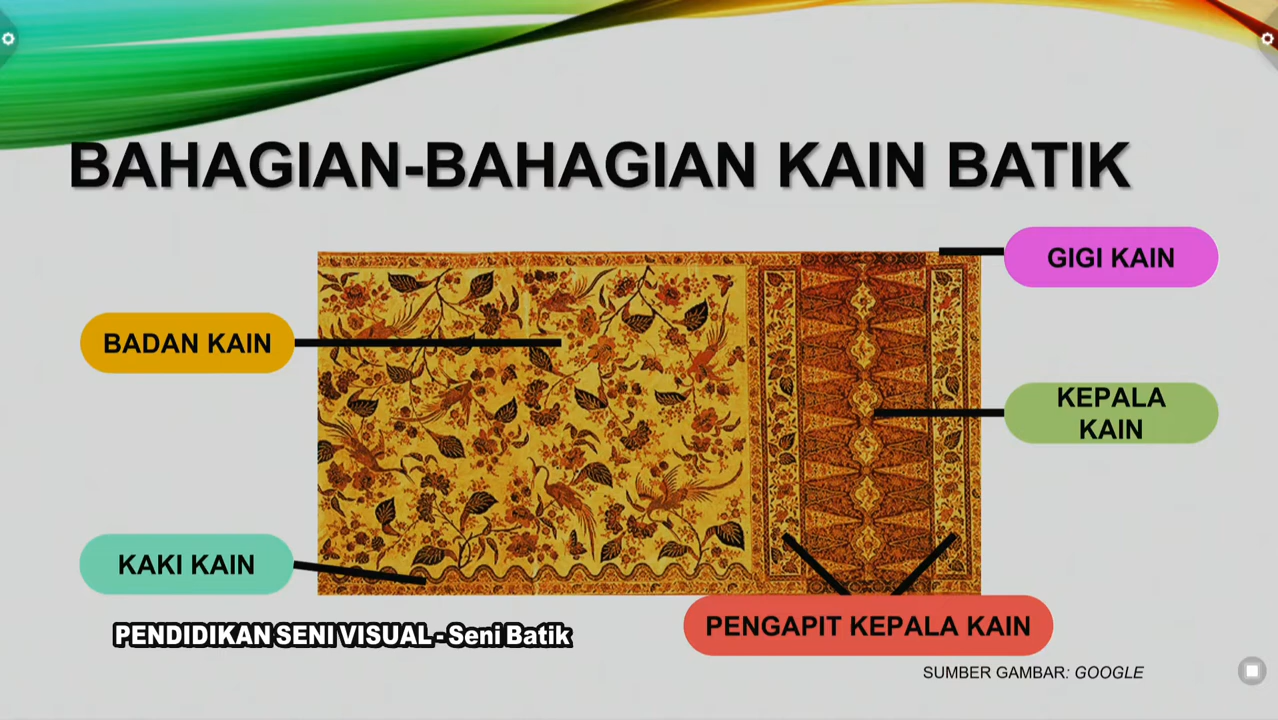 BAHAGIAN-BAHAGIAN KAIN BATIK
GIGI KAIN
BADAN KAIN
KEPALA
KAIN
KAKI KAIN
PENGAPIT KEPALA KAIN
PENDIDIKAN SENI VISUAL - Seni Batik
SUMBER GAMBAR: GOOGLE